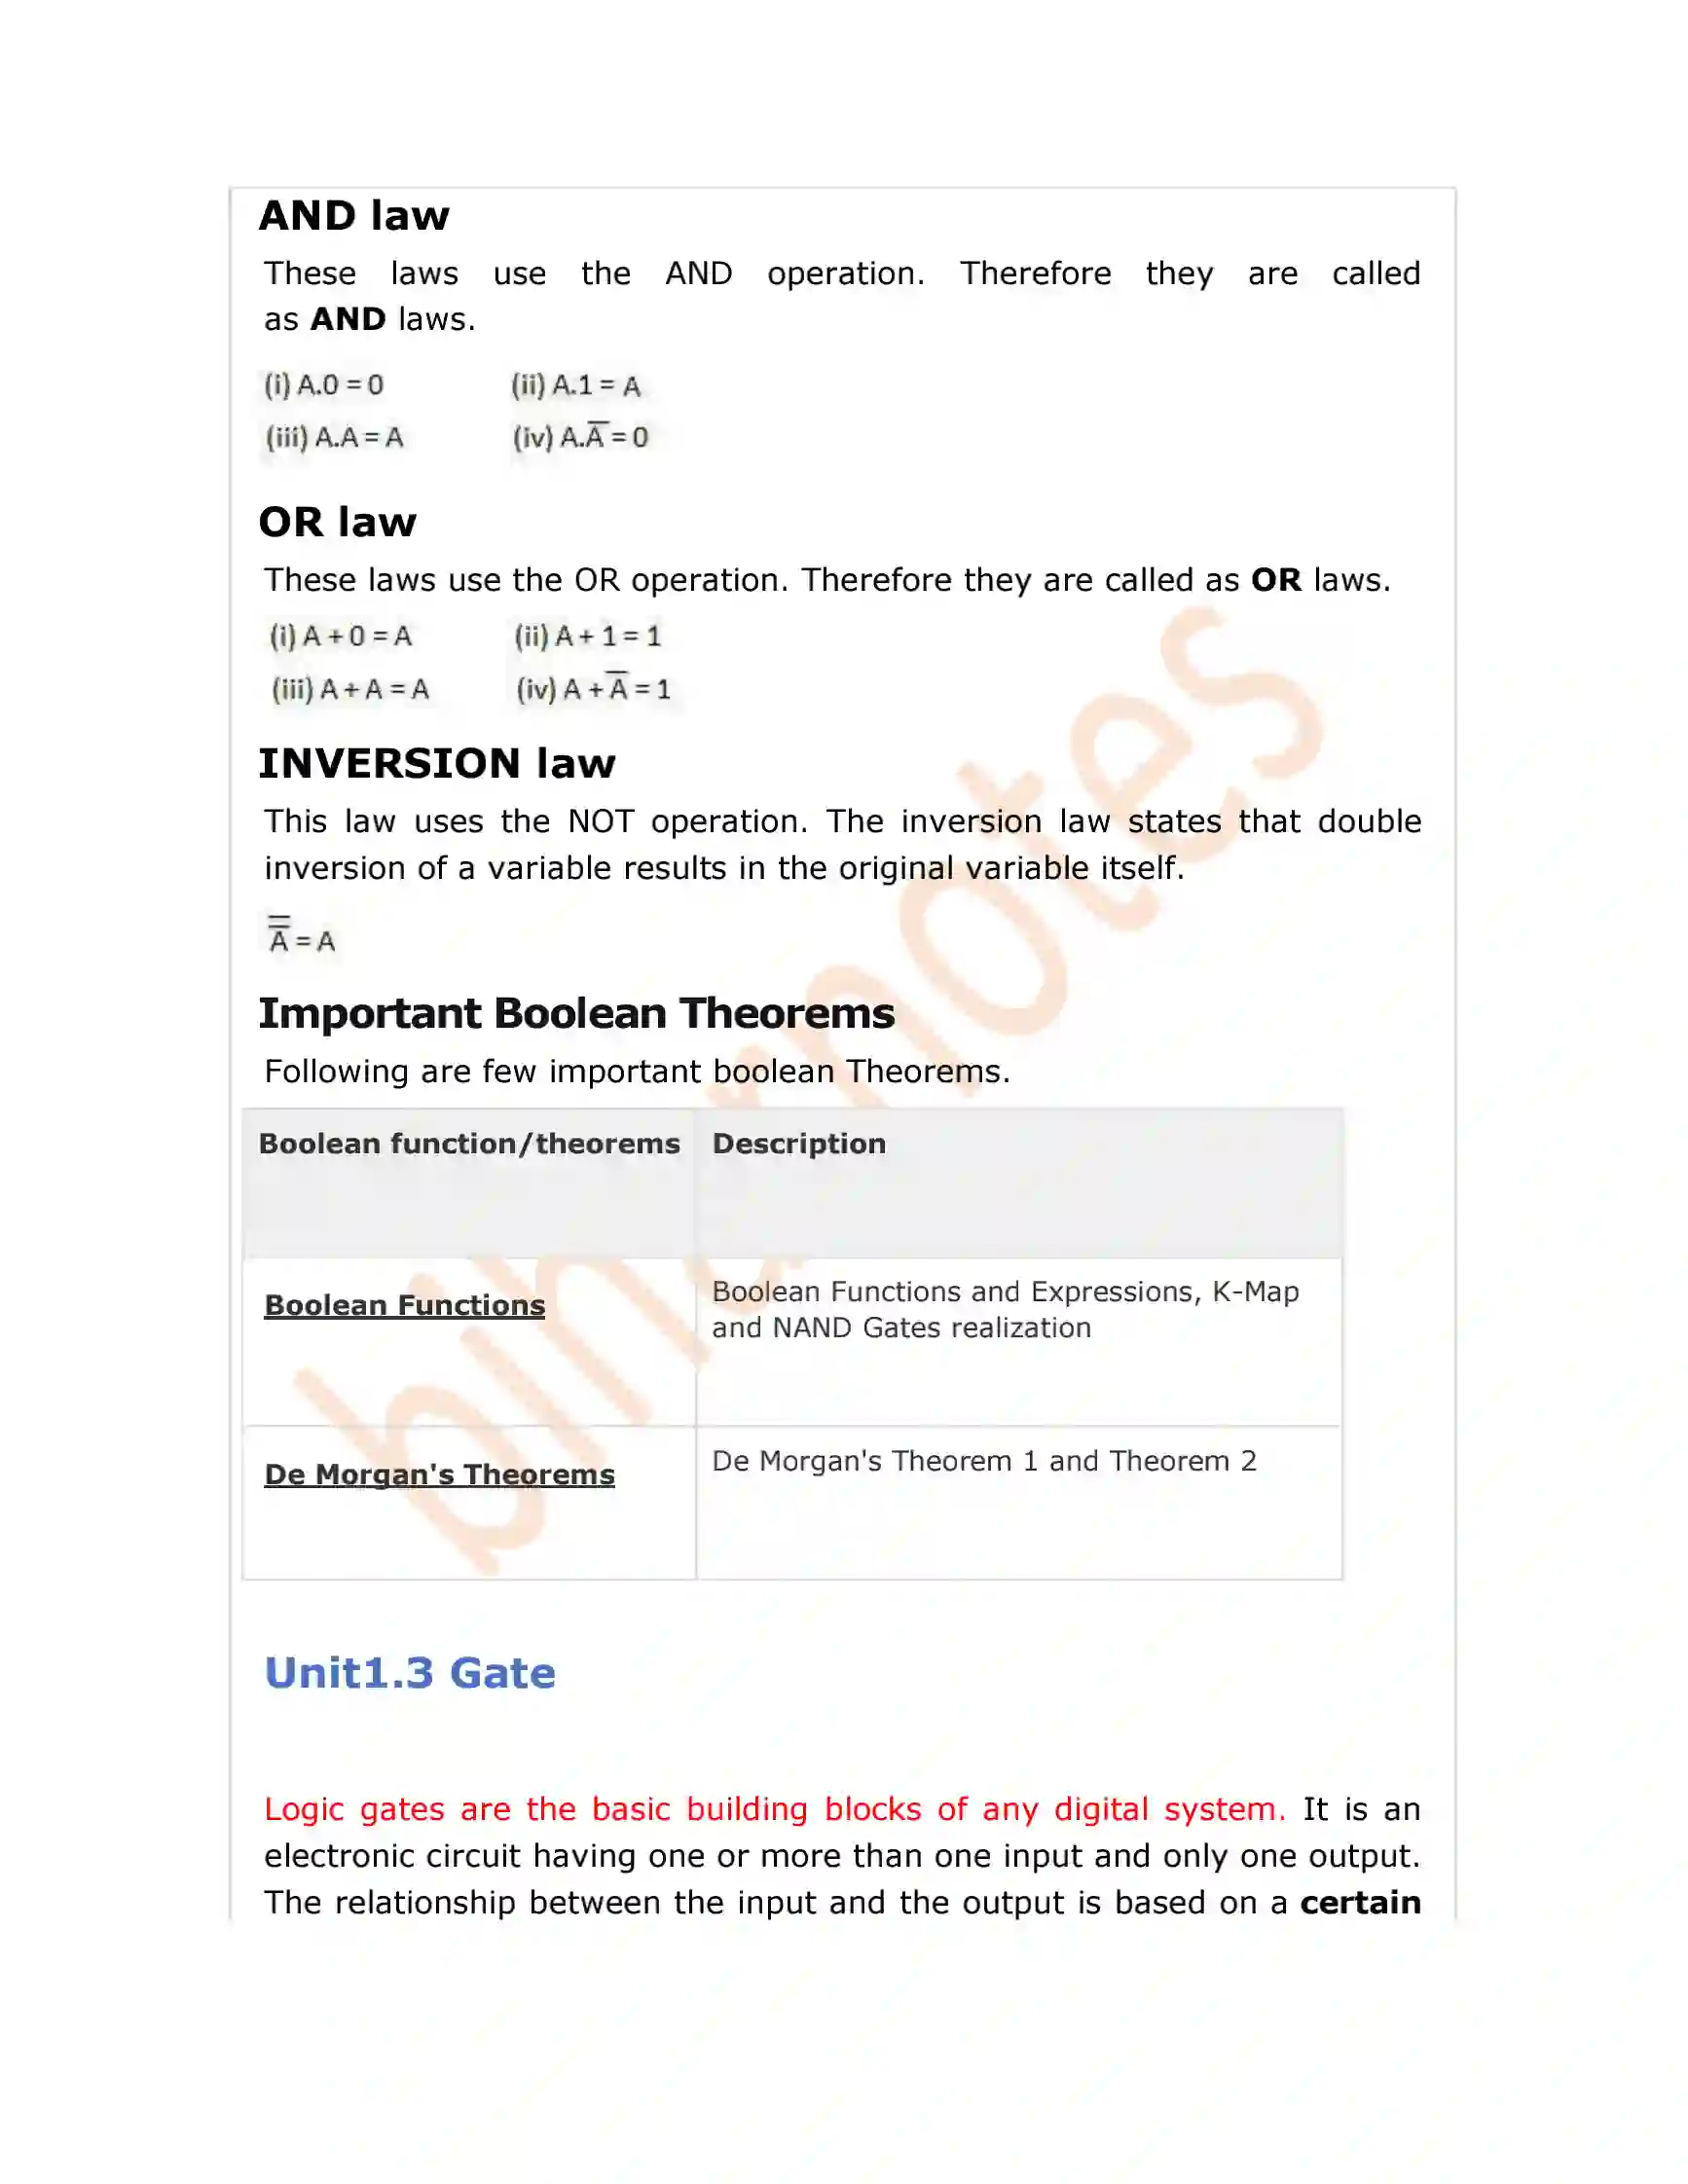 AND law
These laws use the AND operation. Therefore they are called
as AND laws.
(i) A.0 = 0 (ii) A.1 = A
(iii) A.A = A (iv) A.A̅ = 0
OR law
These laws use the OR operation. Therefore they are called as OR laws.
(i) A + 0 = A (ii) A + 1 = 1
(iii) A + A = A (iv) A + A̅ = 1
INVERSION law
This law uses the NOT operation. The inversion law states that double
inversion of a variable results in the original variable itself.
A̿ = A
Important Boolean Theorems
Following are few important boolean Theorems.
Boolean function/theorems Description
Boolean Functions Boolean Functions and Expressions, K-Map
and NAND Gates realization
De Morgan's Theorems De Morgan's Theorem 1 and Theorem 2
Unit1.3 Gate
Logic gates are the basic building blocks of any digital system. It is an
electronic circuit having one or more than one input and only one output.
The relationship between the input and the output is based on a certain